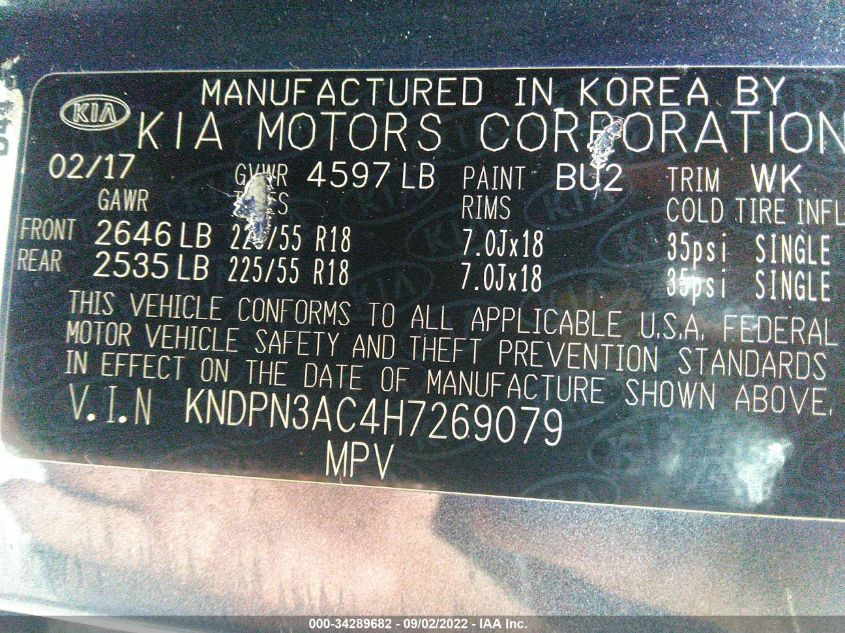 KIA
MANUFACTURED IN KOREA BY
KIA MOTORS CORPORATION
02/17 GVWR 4597 LB PAINT BU2 TRIM WK
GAWR RIMS COLD TIRE INFL
FRONT 2646 LB 225/55 R18 7.0Jx18 35psi SINGLE
REAR 2535 LB 225/55 R18 7.0Jx18 35psi SINGLE
THIS VEHICLE CONFORMS TO ALL APPLICABLE U.S.A. FEDERAL
MOTOR VEHICLE SAFETY AND THEFT PREVENTION STANDARDS
IN EFFECT ON THE DATE OF MANUFACTURE SHOWN ABOVE.
V.I.N KNDPN3AC4H7269079
MPV
000-34289682 - 09/02/2022 - IAA Inc.